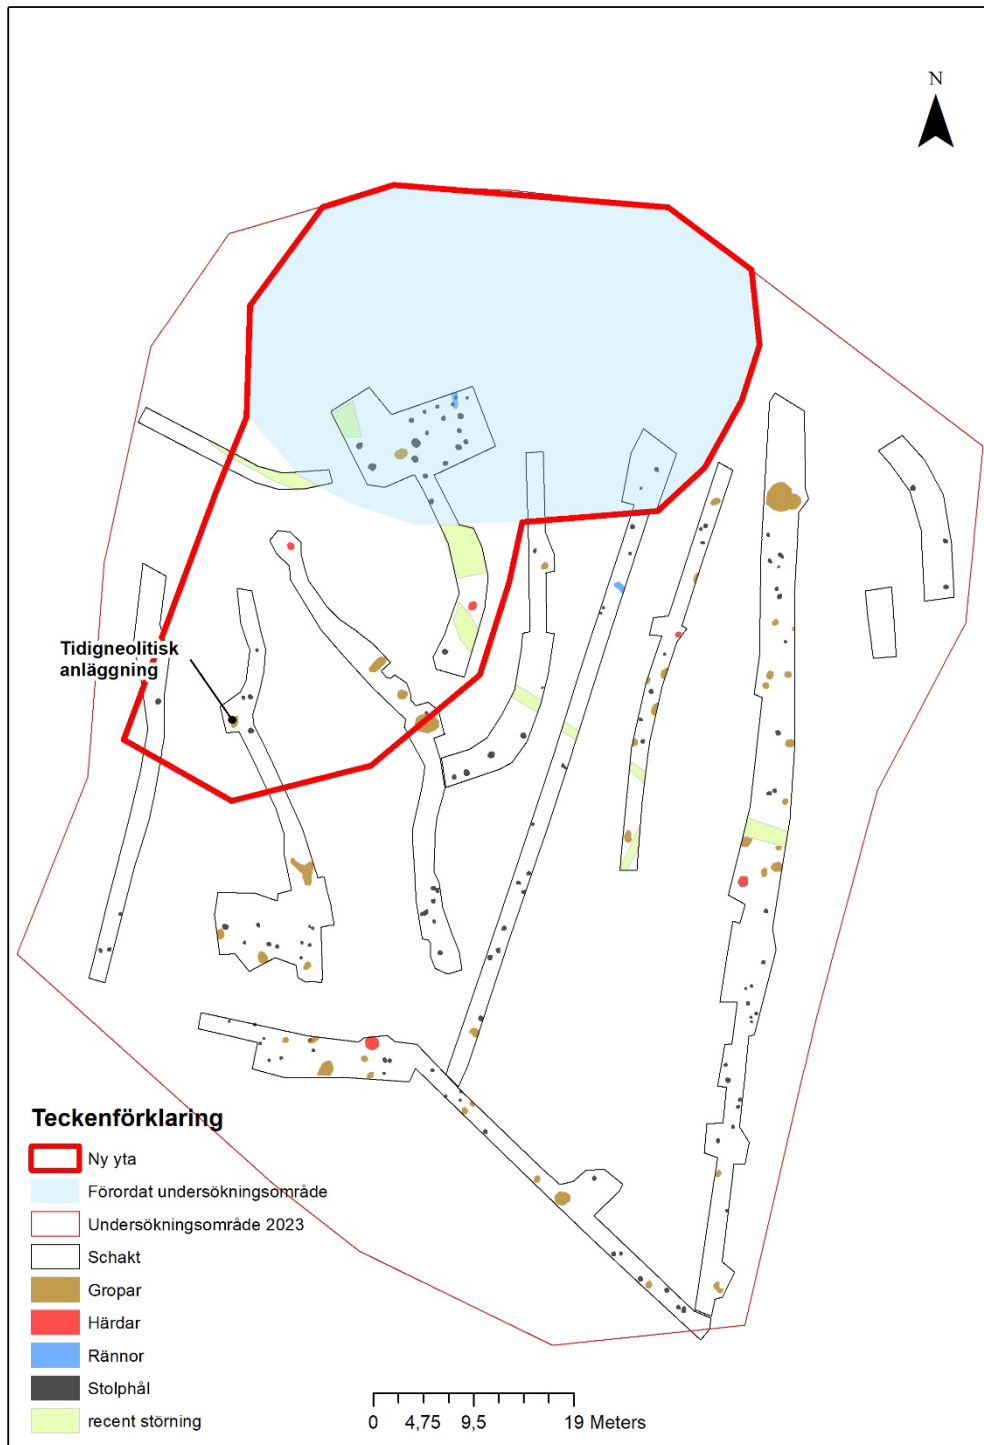 N
Tidigneolitisk
anläggning
Teckenförklaring
Ny yta
Förordat undersökningsområde
Undersökningsområde 2023
Schakt
Gropar
Härdar
Rännor
Stolphål
recent störning
0 4,75 9,5 19 Meters